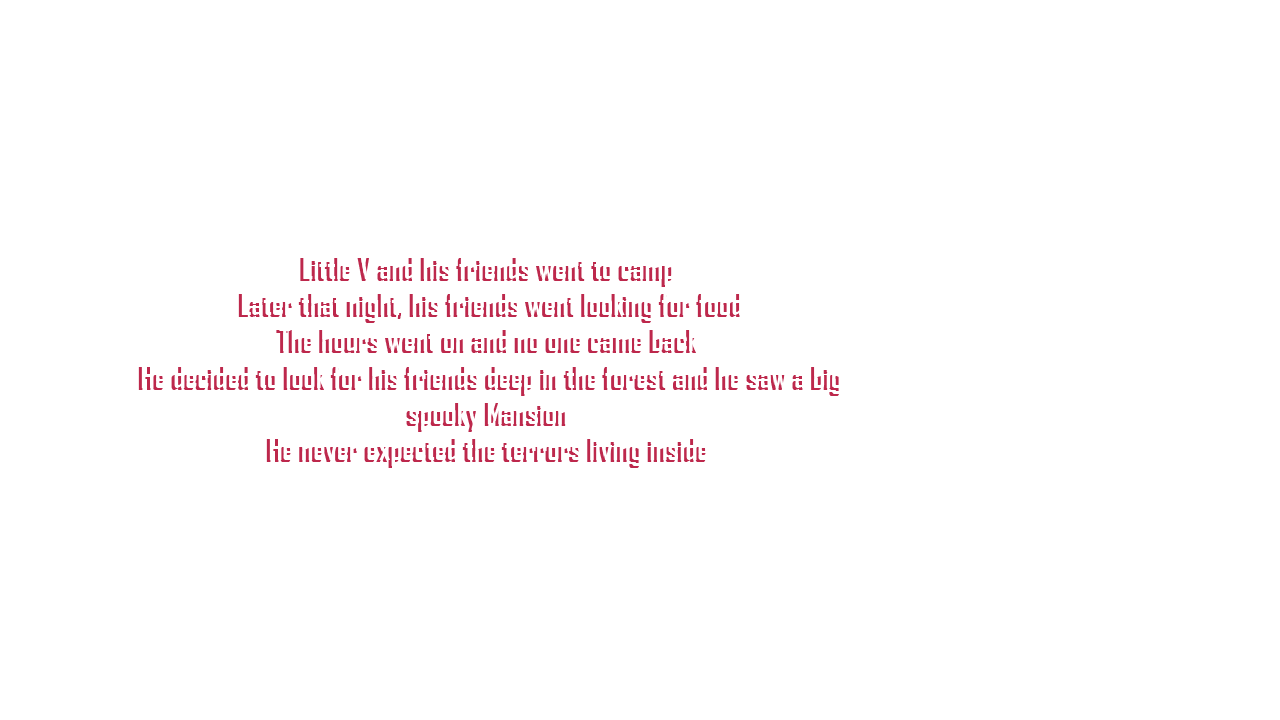 Little V and his friends went to camp
Later that night, his friends went looking for food
The hours went on and no one came back
He decided to look for his friends deep in the forest and he saw a big
spooky Mansion
He never expected the terrors living inside